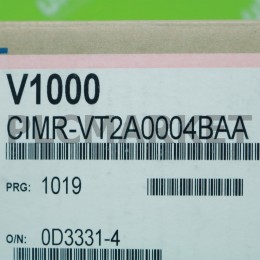 V1000
CIMR-VT2A0004BAA
PRG: 1019
O/N: 0D3331-4